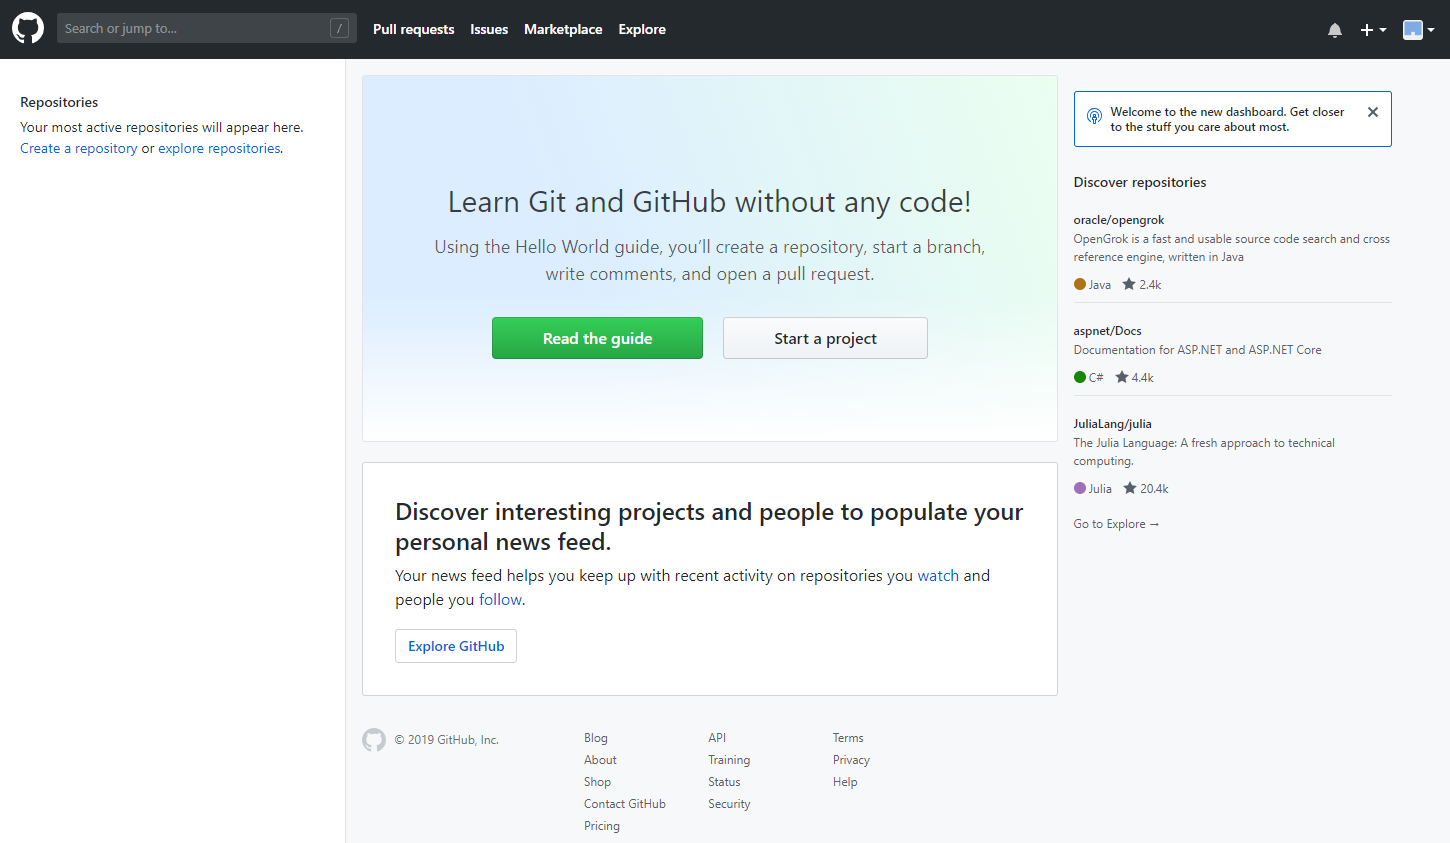 Search or jump to...
/
Pull requests
Issues
Marketplace
Explore
Repositories
Your most active repositories will appear here.
Create a repository or explore repositories.
Learn Git and GitHub without any code!
Using the Hello World guide, you’ll create a repository, start a branch,
write comments, and open a pull request.
Read the guide
Start a project
Discover interesting projects and people to populate your
personal news feed.
Your news feed helps you keep up with recent activity on repositories you watch and
people you follow.
Explore GitHub
Welcome to the new dashboard. Get closer
to the stuff you care about most.
Discover repositories
oracle/opengrok
OpenGrok is a fast and usable source code search and cross
reference engine, written in Java
Java 2.4k
aspnet/Docs
Documentation for ASP.NET and ASP.NET Core
C# 4.4k
JuliaLang/julia
The Julia Language: A fresh approach to technical
computing.
Julia 20.4k
Go to Explore →
© 2019 GitHub, Inc.
Blog
About
Shop
Contact GitHub
Pricing
API
Training
Status
Security
Terms
Privacy
Help